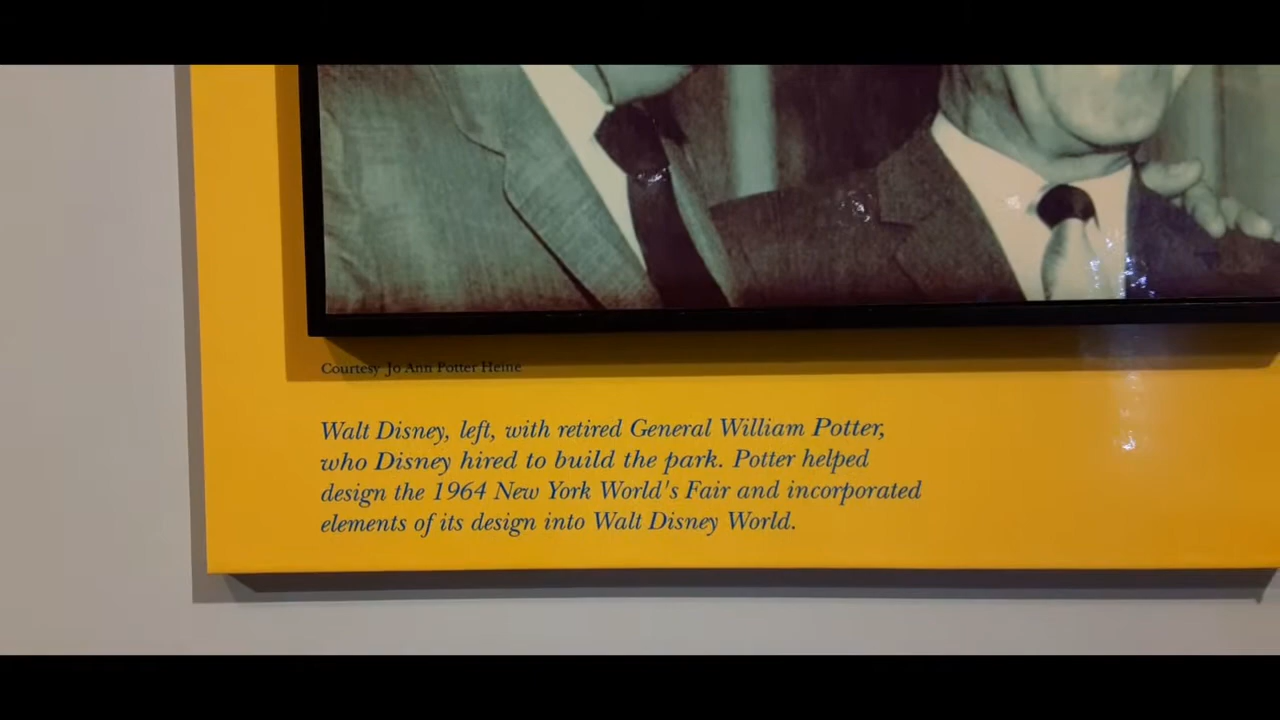 Courtesy Jo Ann Potter Heine
Walt Disney, left, with retired General William Potter,
who Disney hired to build the park. Potter helped
design the 1964 New York World's Fair and incorporated
elements of its design into Walt Disney World.